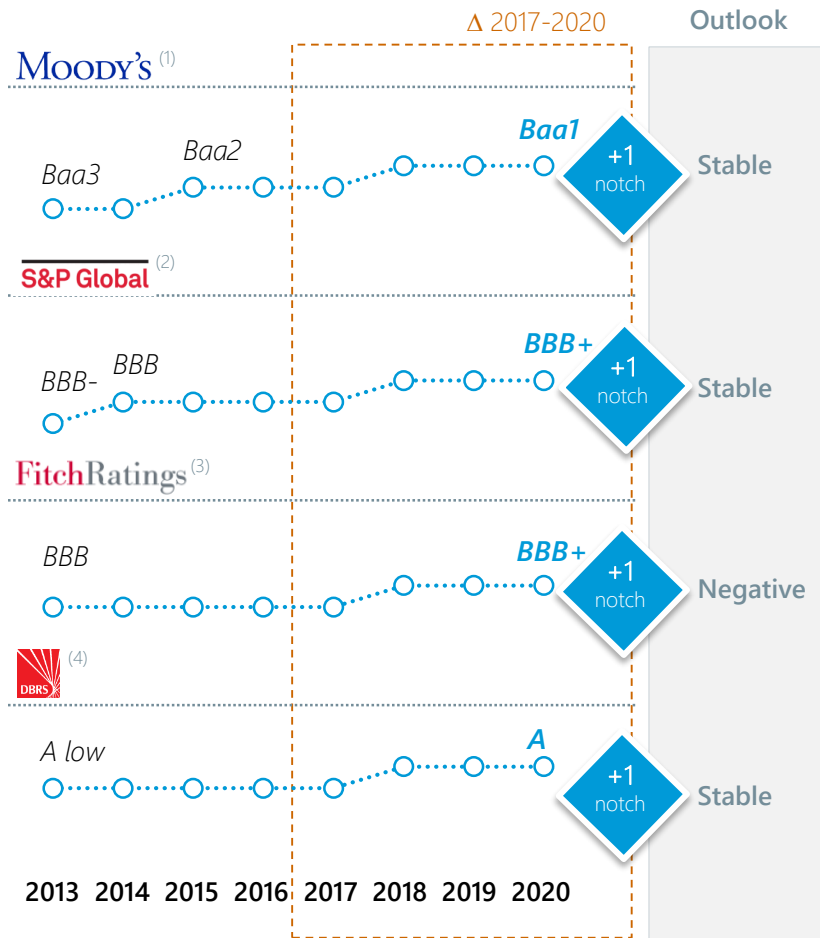 Δ 2017-2020
Outlook
MOODY'S (1)
Baa3
Baa2
Baa1
+1
notch
Stable
S&P Global (2)
BBB-
BBB
BBB+
+1
notch
Stable
FitchRatings (3)
BBB
BBB+
+1
notch
Negative
DBRS (4)
A low
A
+1
notch
Stable
2013 2014 2015 2016 2017 2018 2019 2020